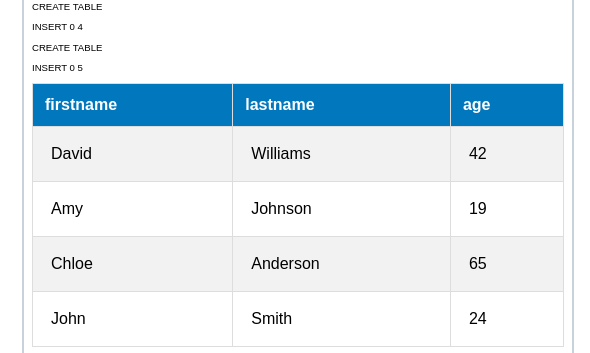 CREATE TABLE
INSERT 0 4
CREATE TABLE
INSERT 0 5
firstname lastname age
David Williams 42
Amy Johnson 19
Chloe Anderson 65
John Smith 24